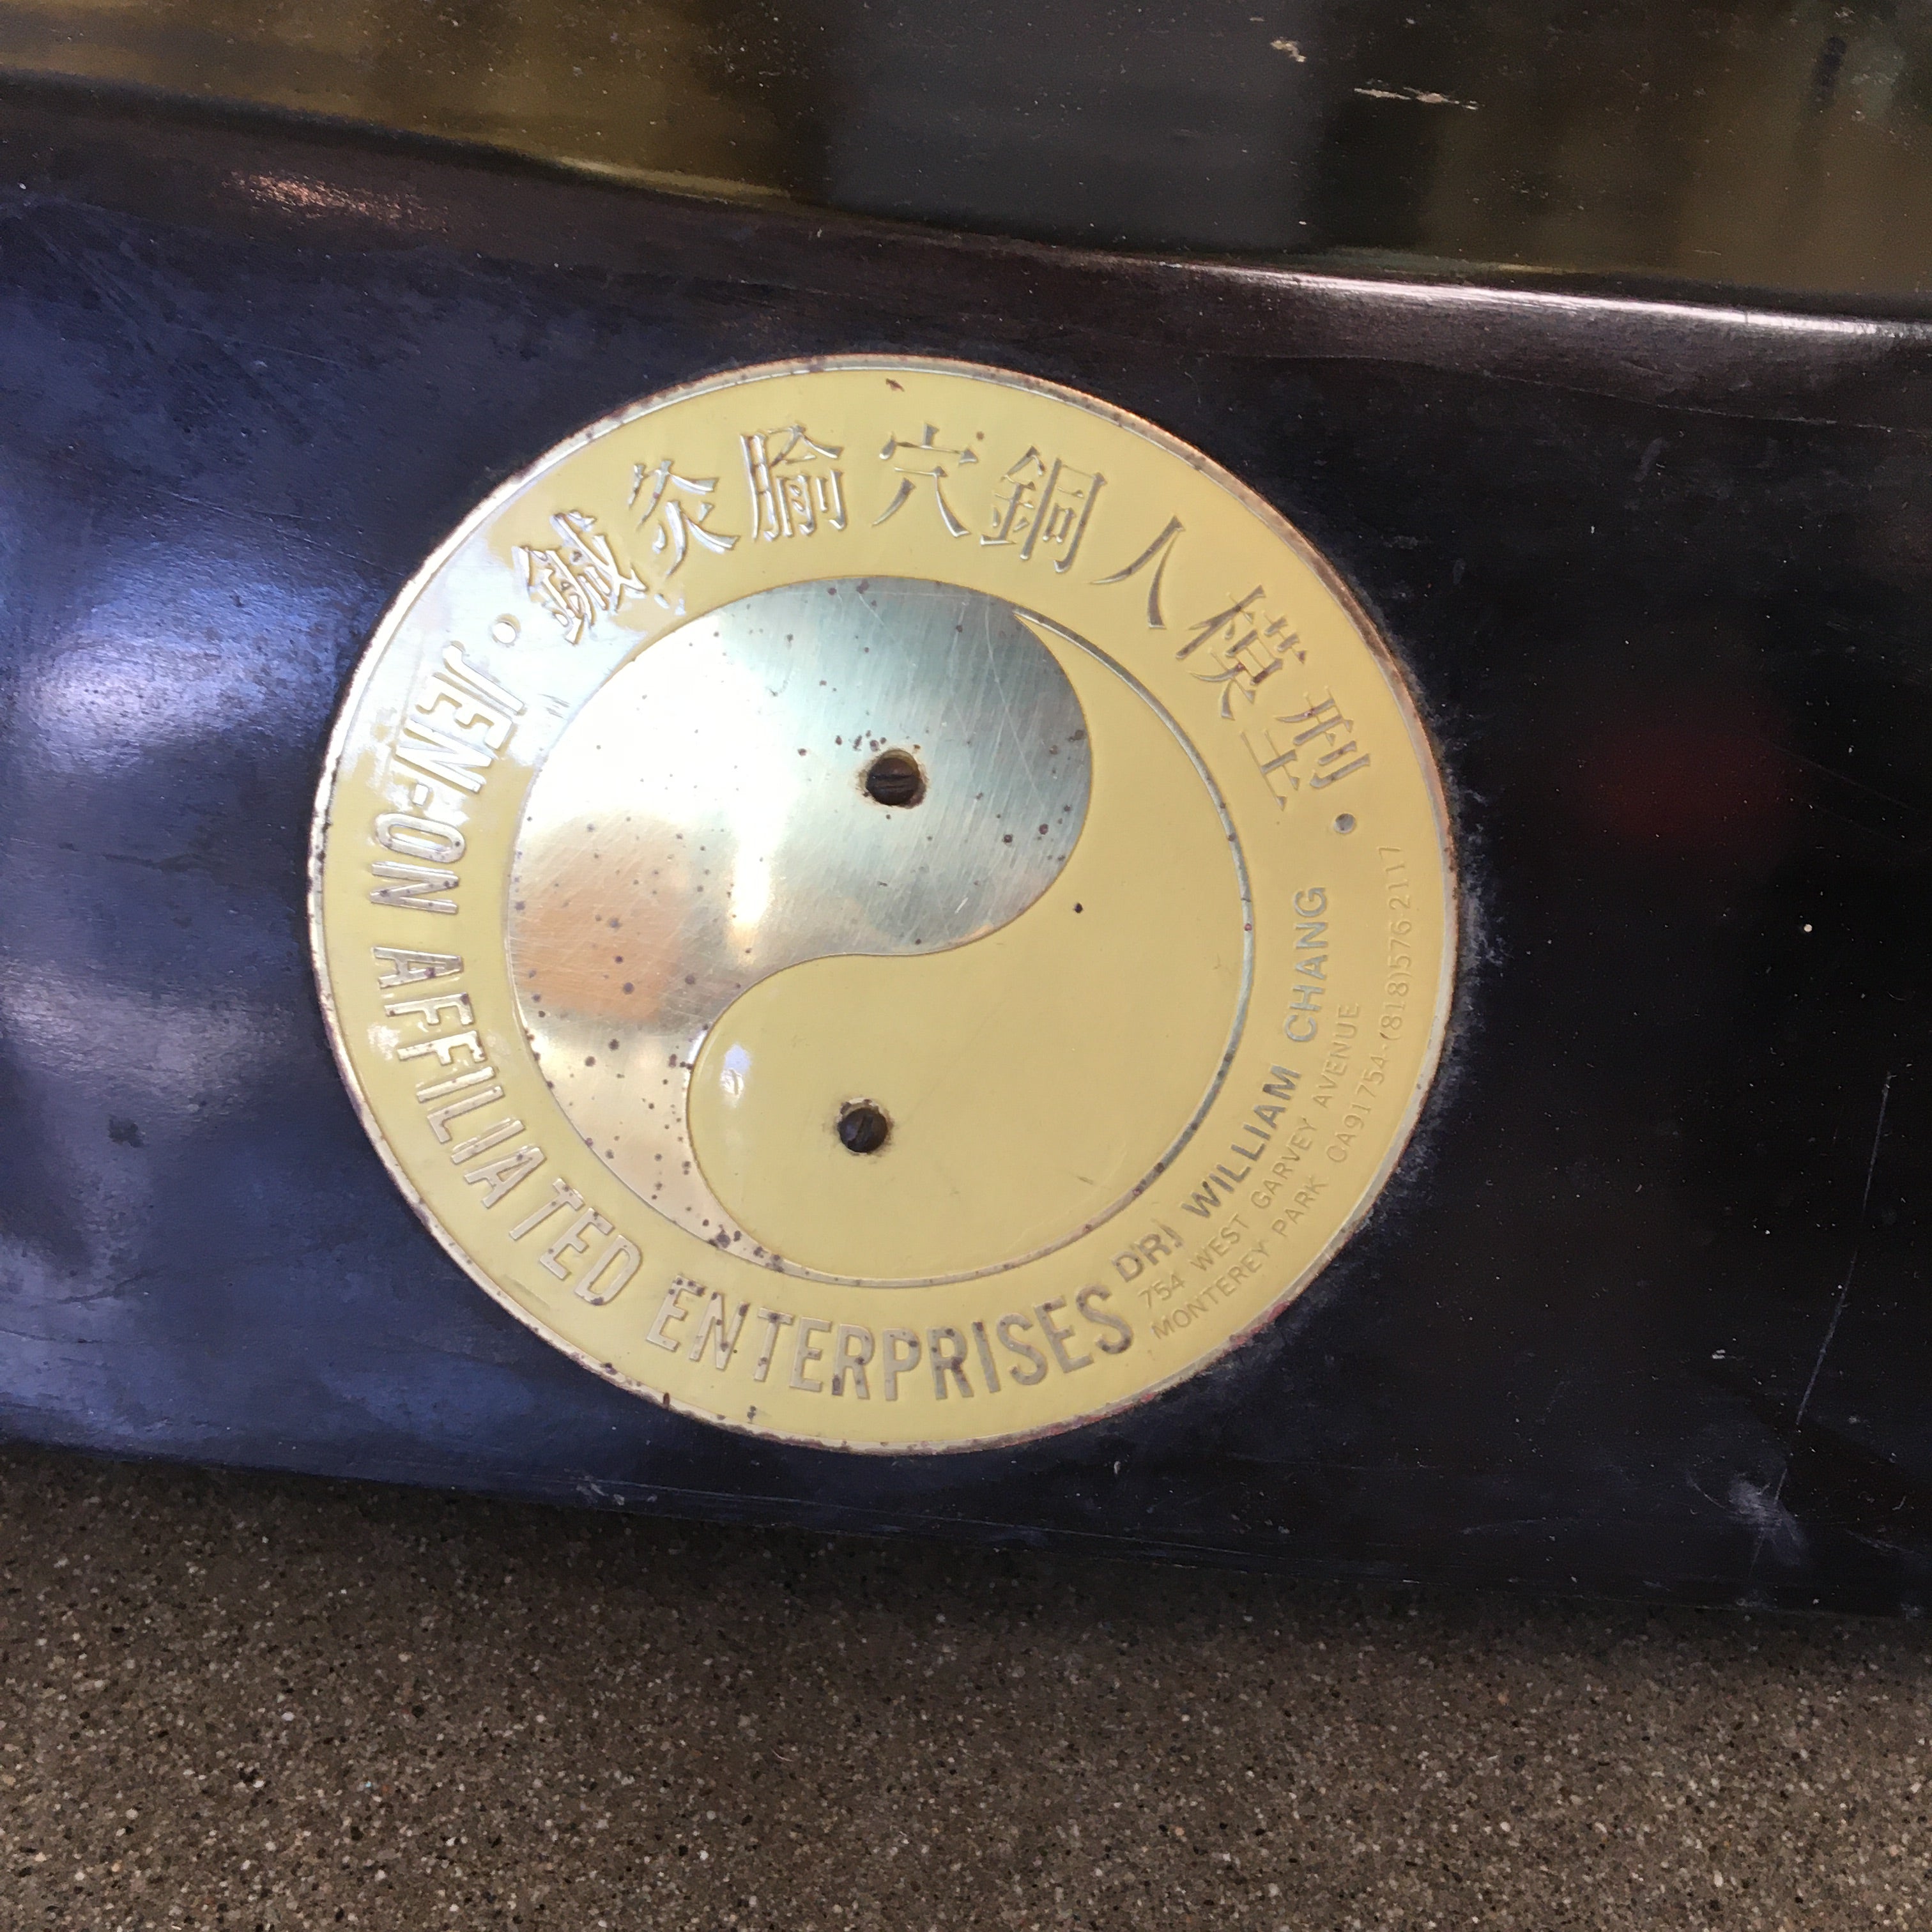 鍼灸腧穴銅人模型
JEN-ON AFFILIATED ENTERPRISES
DR. WILLIAM CHANG
754 WEST GARVEY AVENUE
MONTEREY PARK CA91754-(818)576 2117